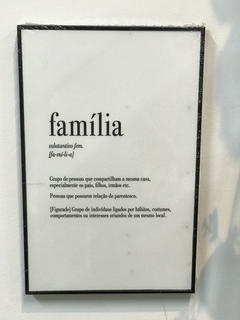 família
substantivo fem.
[fa-mí-li-a]
Grupo de pessoas que compartilham a mesma casa,
especialmente os pais, filhos, irmãos etc.
Pessoas que possuem relação de parentesco.
[Figurado] Grupo de indivíduos ligados por hábitos, costumes,
comportamentos ou interesses oriundos de um mesmo local.